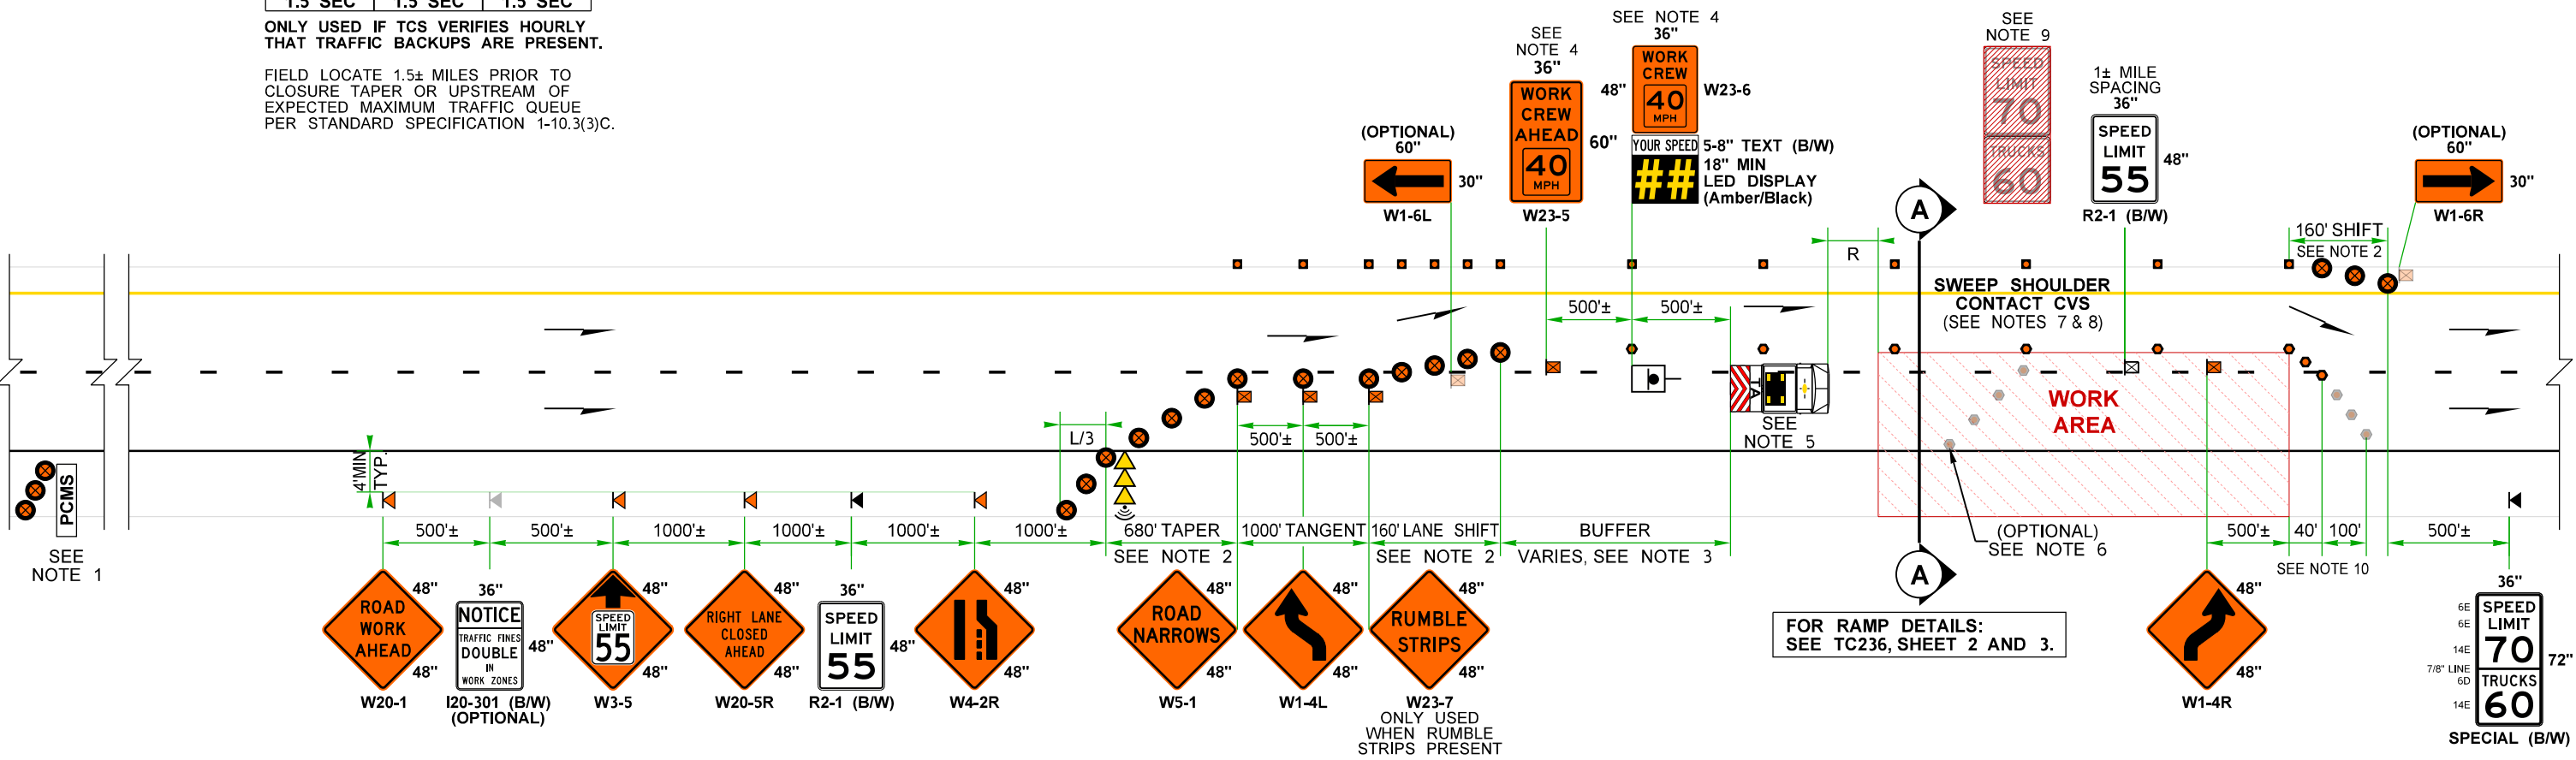 1.5 SEC 1.5 SEC 1.5 SEC
ONLY USED IF TCS VERIFIES HOURLY
THAT TRAFFIC BACKUPS ARE PRESENT.
FIELD LOCATE 1.5± MILES PRIOR TO
CLOSURE TAPER OR UPSTREAM OF
EXPECTED MAXIMUM TRAFFIC QUEUE
PER STANDARD SPECIFICATION 1-10.3(3)C.
(OPTIONAL)
60"
30"
W1-6L
SEE
NOTE 4
36"
WORK
CREW
AHEAD
40
MPH
60"
W23-5
SEE NOTE 4
36"
WORK
CREW
40
MPH
48"
W23-6
YOUR SPEED
##
5-8" TEXT (B/W)
18" MIN
LED DISPLAY
(Amber/Black)
SEE
NOTE 9
SPEED
LIMIT
70
TRUCKS
60
1± MILE
SPACING
36"
SPEED
LIMIT
55
48"
R2-1 (B/W)
(OPTIONAL)
60"
30"
W1-6R
A
R
160' SHIFT
SEE NOTE 2
SWEEP SHOULDER
CONTACT CVS
(SEE NOTES 7 & 8)
500'±
500'±
WORK
AREA
SEE
NOTE 5
L/3
500'±
500'±
4'MIN
TYP.
PCMS
SEE
NOTE 1
500'±
500'±
1000'±
1000'±
1000'±
1000'±
680' TAPER
SEE NOTE 2
1000' TANGENT
160' LANE SHIFT
SEE NOTE 2
BUFFER
VARIES, SEE NOTE 3
(OPTIONAL)
SEE NOTE 6
500'±
40'
100'
SEE NOTE 10
500'±
A
FOR RAMP DETAILS:
SEE TC236, SHEET 2 AND 3.
ROAD
WORK
AHEAD
48"
48"
W20-1
36"
NOTICE
TRAFFIC FINES
DOUBLE
IN
WORK ZONES
48"
I20-301 (B/W)
(OPTIONAL)
SPEED
LIMIT
55
48"
48"
W3-5
RIGHT LANE
CLOSED
AHEAD
48"
48"
W20-5R
36"
SPEED
LIMIT
55
48"
R2-1 (B/W)
48"
48"
W4-2R
ROAD
NARROWS
48"
48"
W5-1
48"
48"
W1-4L
RUMBLE
STRIPS
48"
48"
W23-7
ONLY USED
WHEN RUMBLE
STRIPS PRESENT
48"
48"
W1-4R
36"
6E SPEED
6E LIMIT
14E 70
7/8" LINE
6D TRUCKS
14E 60
72"
SPECIAL (B/W)